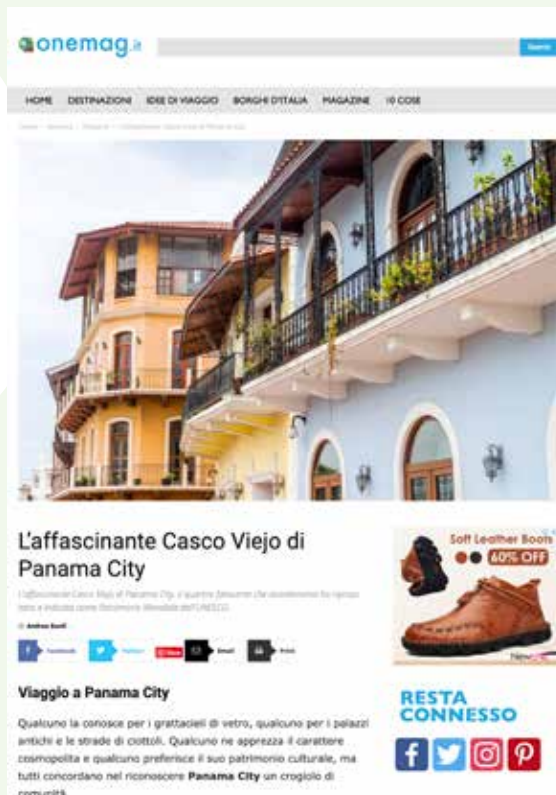 onemag.it
Search
HOME DESTINAZIONI IDEE DI VIAGGIO BORGHI D'ITALIA MAGAZINE 10 COSE
L'affascinante Casco Viejo di
Panama City
Facebook Twitter Email Print
Viaggio a Panama City
Qualcuno la conosce per i grattacieli di vetro, qualcuno per i palazzi
antichi e le strade di ciottoli. Qualcuno ne apprezza il carattere
cosmopolita e qualcuno preferisce il suo patrimonio culturale, ma
tutti concordano nel riconoscere Panama City un crogiolo di
comunità.
Soft Leather Boots
60% OFF
RESTA
CONNESSO